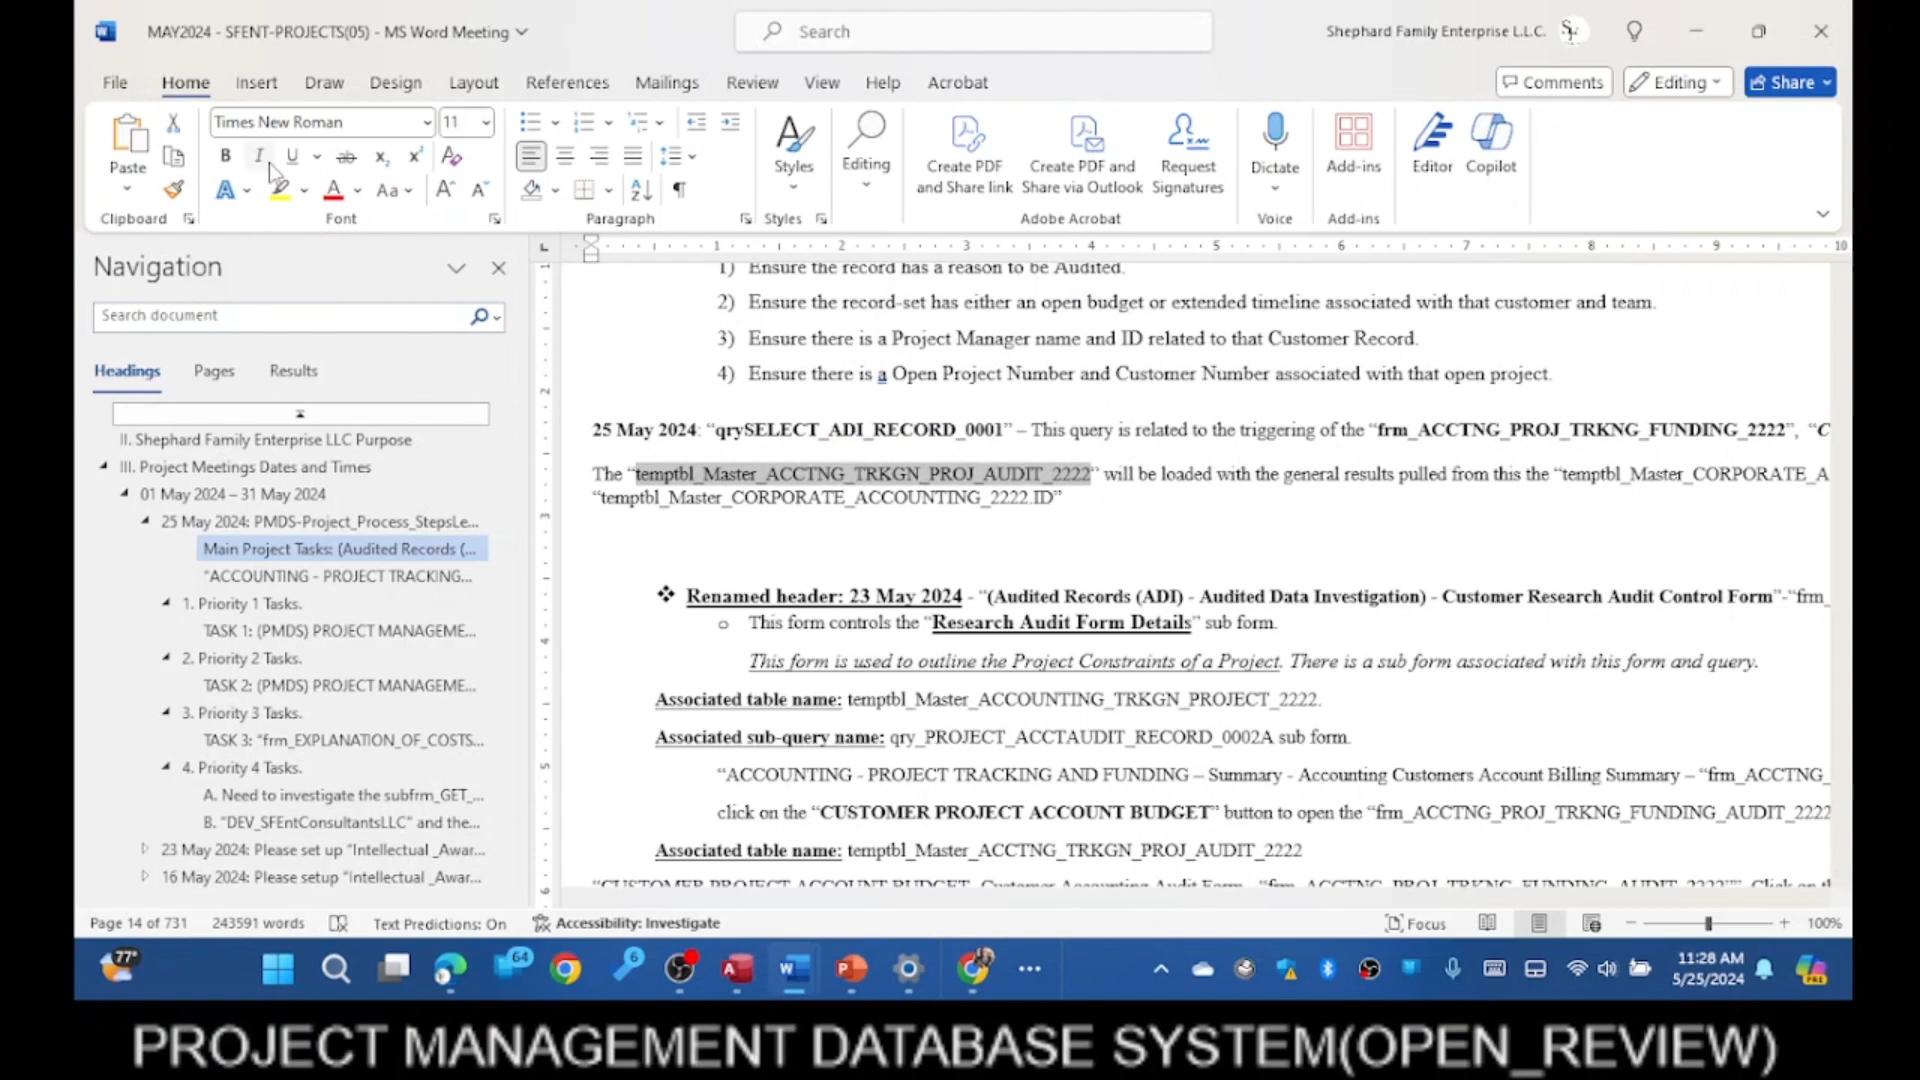 MAY2024 - SFENT-PROJECTS(05) - MS Word Meeting
Search
Shephard Family Enterprise L.L.C.
File Home Insert Draw Design Layout References Mailings Review View Help Acrobat
Comments Editing Share
Times New Roman 11
Paste
Clipboard
Font
Paragraph
Styles
Styles
Editing
Create PDF and Share link
Create PDF and Share via Outlook
Request Signatures
Adobe Acrobat
Dictate
Voice
Add-ins
Add-ins
Editor
Copilot
Navigation
Search document
Headings Pages Results
II. Shephard Family Enterprise LLC Purpose
III. Project Meetings Dates and Times
01 May 2024 – 31 May 2024
25 May 2024: PMDS-Project_Process_StepsLe...
Main Project Tasks: (Audited Records (...
"ACCOUNTING - PROJECT TRACKING...
1. Priority 1 Tasks.
TASK 1: (PMDS) PROJECT MANAGEME...
2. Priority 2 Tasks.
TASK 2: (PMDS) PROJECT MANAGEME...
3. Priority 3 Tasks.
TASK 3: "frm_EXPLANATION_OF_COSTS...
4. Priority 4 Tasks.
A. Need to investigate the subfrm_GET_...
B. "DEV_SFEntConsultantsLLC" and the...
23 May 2024: Please set up "Intellectual _Awar...
16 May 2024: Please setup "Intellectual _Awar...
1 2 3 4 5 6 7 8 9 10
1) Ensure the record has a reason to be Audited.
2) Ensure the record-set has either an open budget or extended timeline associated with that customer and team.
3) Ensure there is a Project Manager name and ID related to that Customer Record.
4) Ensure there is a Open Project Number and Customer Number associated with that open project.
25 May 2024: “qrySELECT_ADI_RECORD_0001” – This query is related to the triggering of the “frm_ACCTNG_PROJ_TRKNG_FUNDING_2222”, “C
The “temptbl_Master_ACCTNG_TRKGN_PROJ_AUDIT_2222” will be loaded with the general results pulled from this the “temptbl_Master_CORPORATE_A
“temptbl_Master_CORPORATE_ACCOUNTING_2222.ID”
❖ Renamed header: 23 May 2024 - “(Audited Records (ADI) - Audited Data Investigation) - Customer Research Audit Control Form”-“frm_
o This form controls the “Research Audit Form Details” sub form.
This form is used to outline the Project Constraints of a Project. There is a sub form associated with this form and query.
Associated table name: temptbl_Master_ACCOUNTING_TRKGN_PROJECT_2222.
Associated sub-query name: qry_PROJECT_ACCTAUDIT_RECORD_0002A sub form.
“ACCOUNTING - PROJECT TRACKING AND FUNDING – Summary - Accounting Customers Account Billing Summary – “frm_ACCTNG_
click on the “CUSTOMER PROJECT ACCOUNT BUDGET” button to open the “frm_ACCTNG_PROJ_TRKNG_FUNDING_AUDIT_2222
Associated table name: temptbl_Master_ACCTNG_TRKGN_PROJ_AUDIT_2222
Page 14 of 731 243591 words Text Predictions: On Accessibility: Investigate Focus 100%
77° 64 6
11:28 AM
5/25/2024
PROJECT MANAGEMENT DATABASE SYSTEM(OPEN_REVIEW)